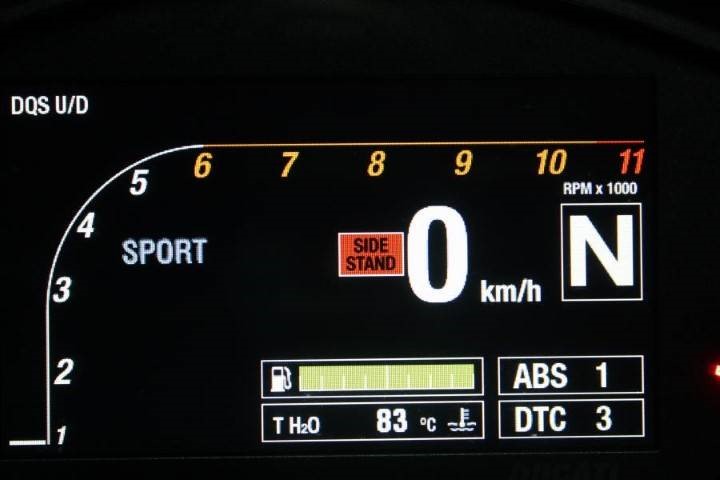 DQS U/D
6 7 8 9 10 11
5
RPM x 1000
4
SPORT
SIDE
STAND
0 km/h
N
3
2
ABS 1
T H2O 83 °C
DTC 3
1